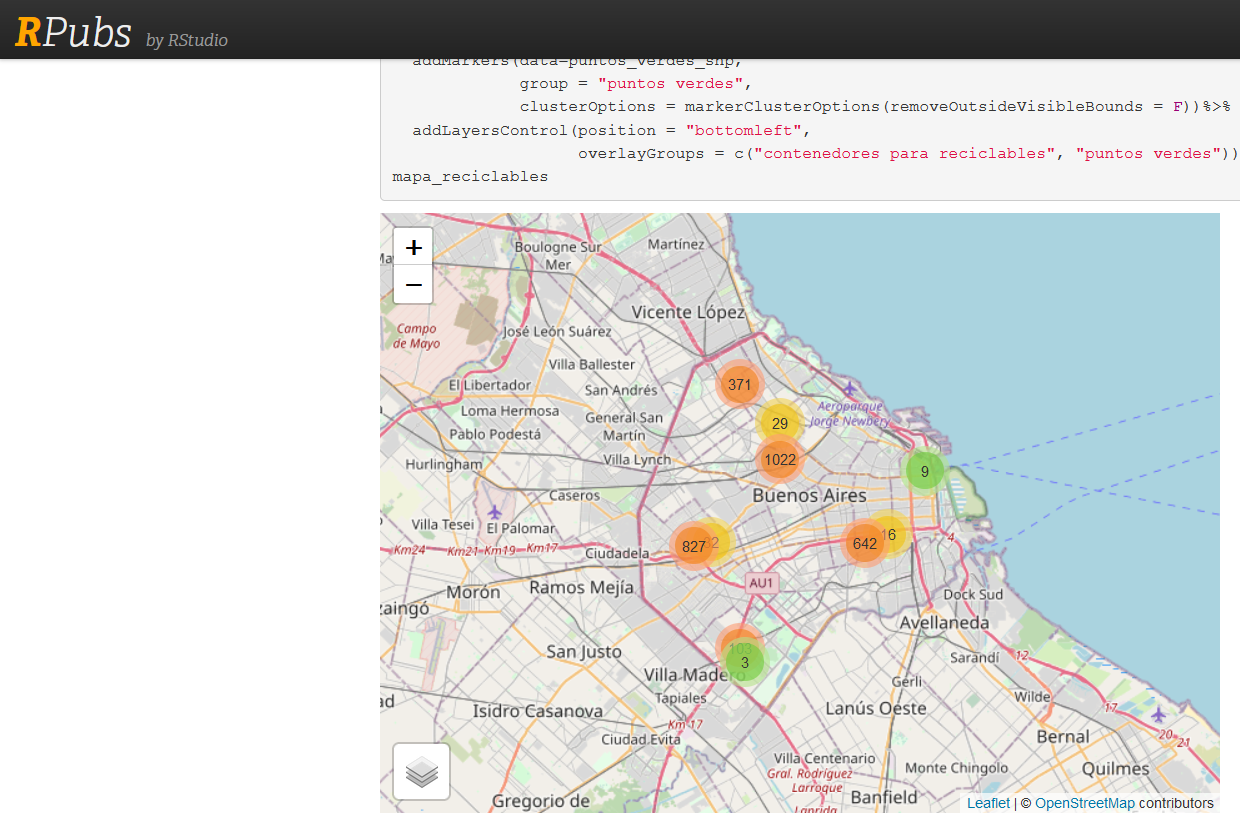 RPubs by RStudio
addMarkers(data=puntos_verdes_shp,
group = "puntos verdes",
clusterOptions = markerClusterOptions(removeOutsideVisibleBounds = F))%>%
addLayersControl(position = "bottomleft",
overlayGroups = c("contenedores para reciclables", "puntos verdes"))
mapa_reciclables
+
−
Boulogne Sur
Mer
Martínez
Vicente López
Campo
de Mayo
José León Suárez
Villa Ballester
El Libertador
San Andrés
371
Aeroparque
Jorge Newbery
Loma Hermosa
General San
Martín
29
Pablo Podestá
Hurlingham
Villa Lynch
1022
9
Caseros
Buenos Aires
Villa Tesei
El Palomar
16
642
827
Km24
Km21
Km19
Km17
Ciudadela
4
AU1
Morón
Ramos Mejía
Dock Sud
zaingó
Avellaneda
San Justo
103
3
Villa Madero
Sarandí
12
Tapiales
Gerli
Wilde
ad
Isidro Casanova
Km 17
Lanús Oeste
17
Ciudad Evita
Bernal
20
21
Villa Centenario
Gral. Rodríguez
Larroque
Monte Chingolo
Quilmes
Gregorio de
Banfield
Laprida
Leaflet | © OpenStreetMap contributors